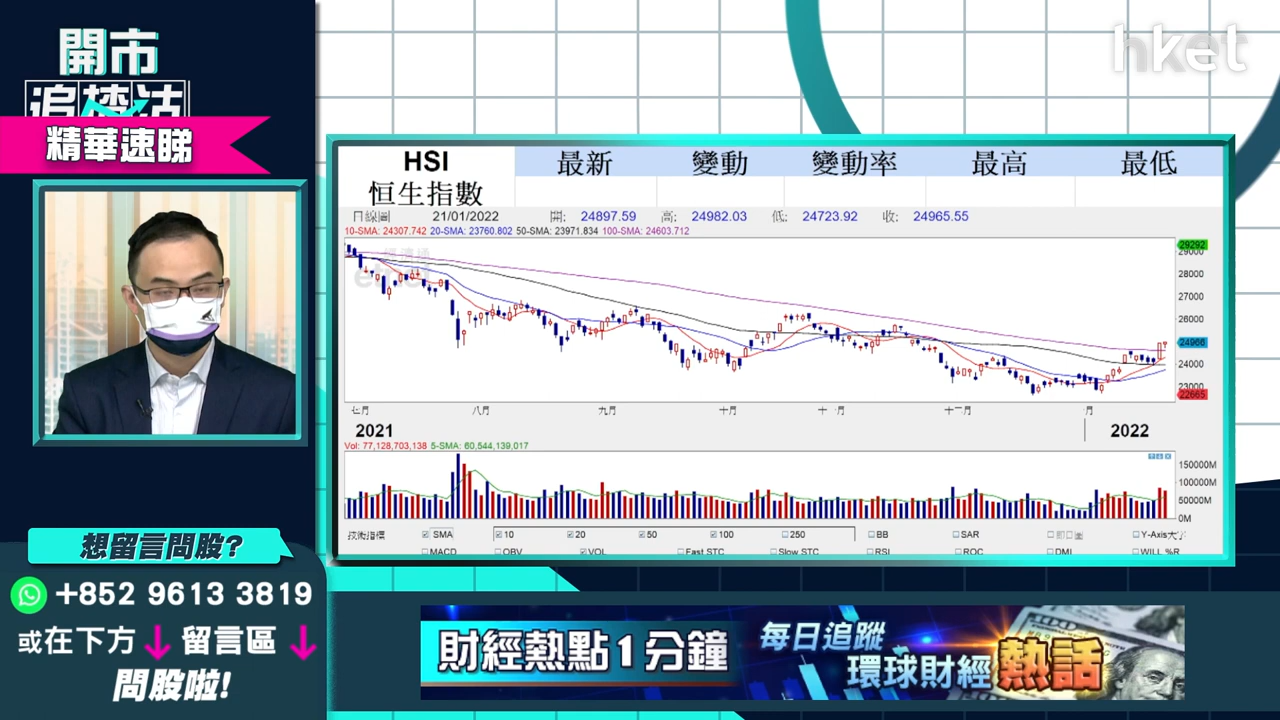 開市
追揸沽
精華速睇
hket
HSI
恒生指數
最新 變動 變動率 最高 最低
日線圖 21/01/2022 開: 24897.59 高: 24982.03 低: 24723.92 收: 24965.55
10-SMA: 24307.742 20-SMA: 23760.802 50-SMA: 23971.834 100-SMA: 24603.712
29292
29000
28000
27000
26000
24966
24000
23000
22665
七月 八月 九月 十月 十一月 十二月 一月
2021 2022
Vol: 77,128,703,138 5-SMA: 60,544,139,017
150000M
100000M
50000M
0M
技術指標 SMA 10 20 50 100 250 BB SAR 即日圖 Y-Axis大字
MACD OBV VOL Fast STC Slow STC RSI ROC DMI WILL %R
想留言問股?
+852 9613 3819
或在下方 留言區
問股啦!
財經熱點1分鐘
每日追蹤
環球財經熱話